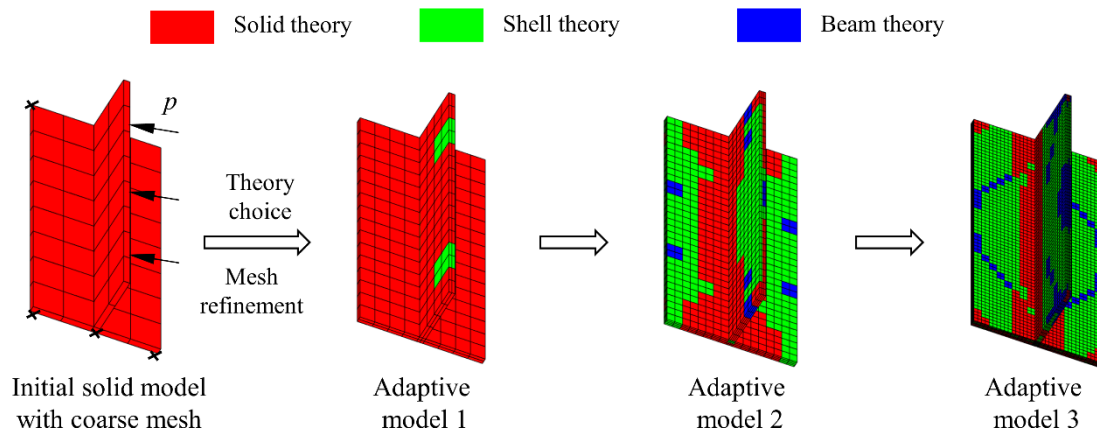 Solid theory
Shell theory
Beam theory
p
Theory
choice
Mesh
refinement
Initial solid model
with coarse mesh
Adaptive
model 1
Adaptive
model 2
Adaptive
model 3